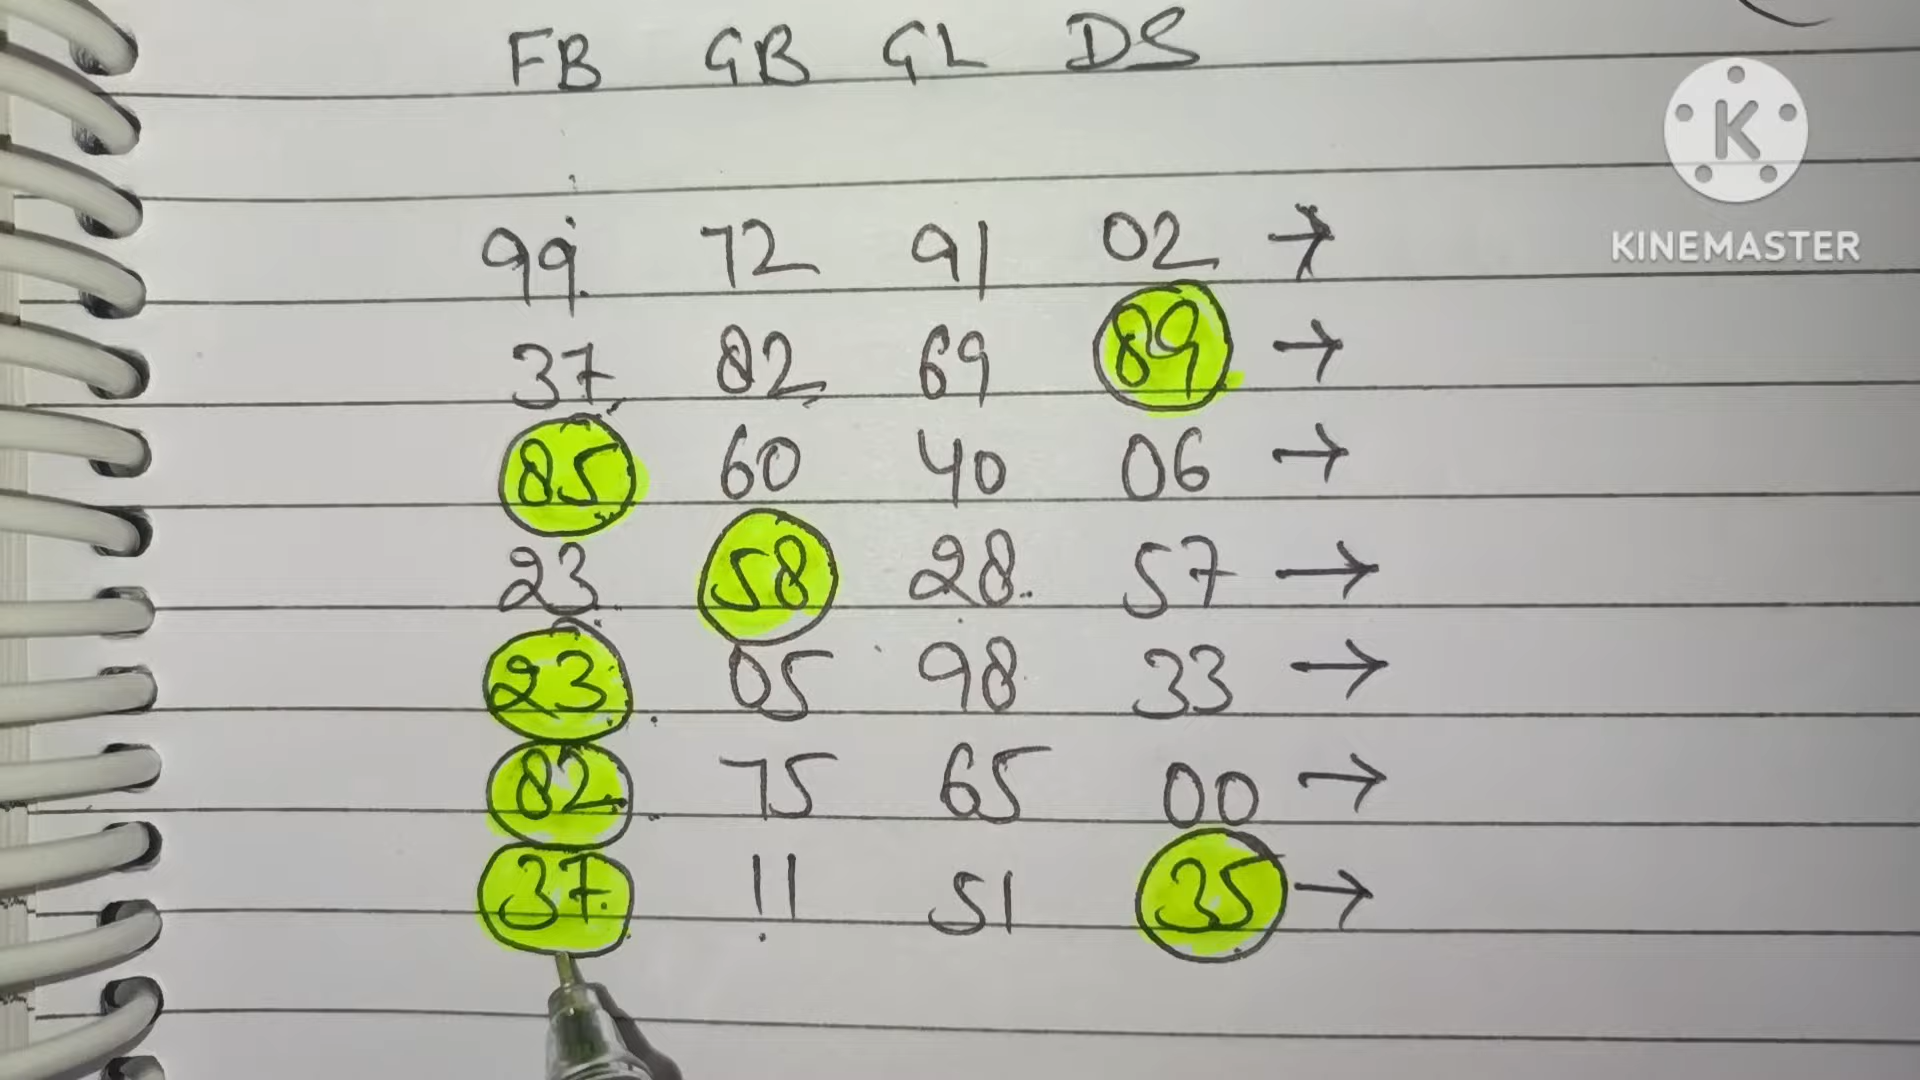 FB GB GL DS
99 72 91 02 →
37 82 69 89 →
85 60 40 06 →
23 58 28 57 →
23 05 98 33 →
82 75 65 00 →
37 11 51 35 →
K
KINEMASTER